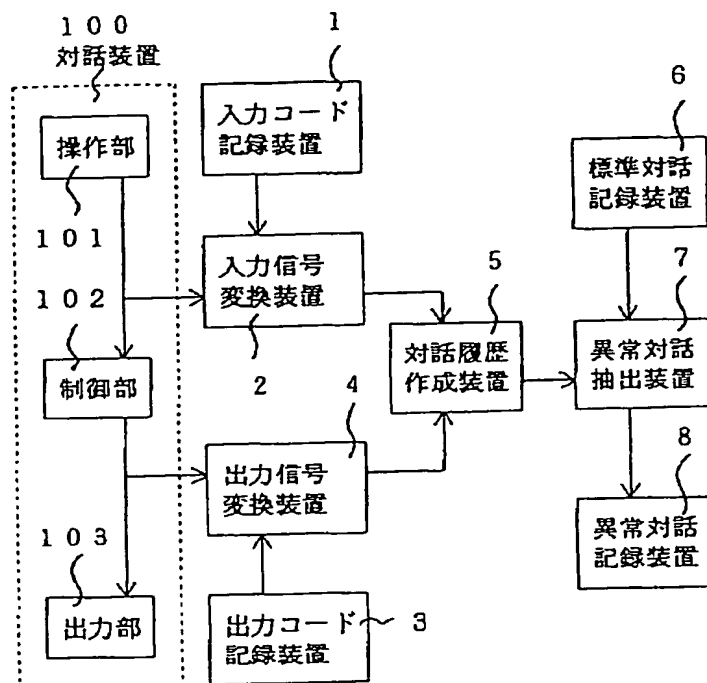 100
対話装置
操作部
101
102
制御部
103
出力部
1
入力コード
記録装置
入力信号
変換装置
2
4
出力信号
変換装置
出力コード
記録装置
3
5
対話履歴
作成装置
6
標準対話
記録装置
7
異常対話
抽出装置
8
異常対話
記録装置